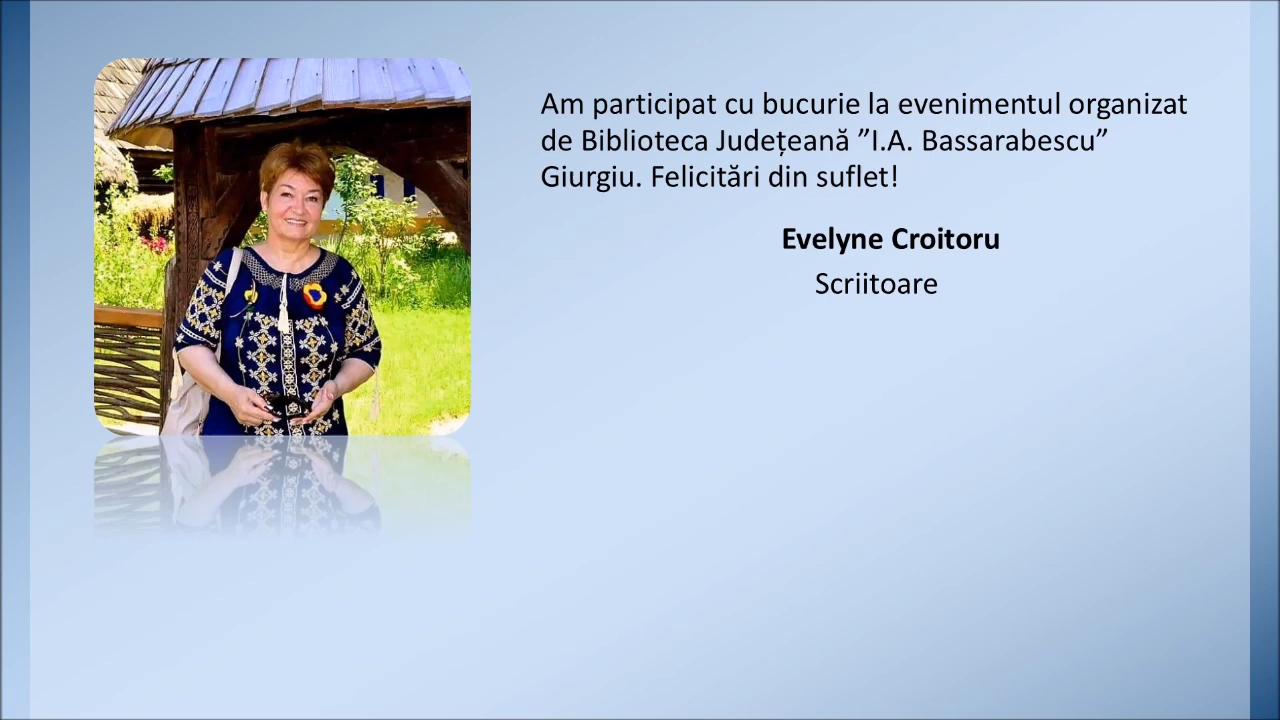 Am participat cu bucurie la evenimentul organizat
de Biblioteca Județeană ”I.A. Bassarabescu”
Giurgiu. Felicitări din suflet!
Evelyne Croitoru
Scriitoare